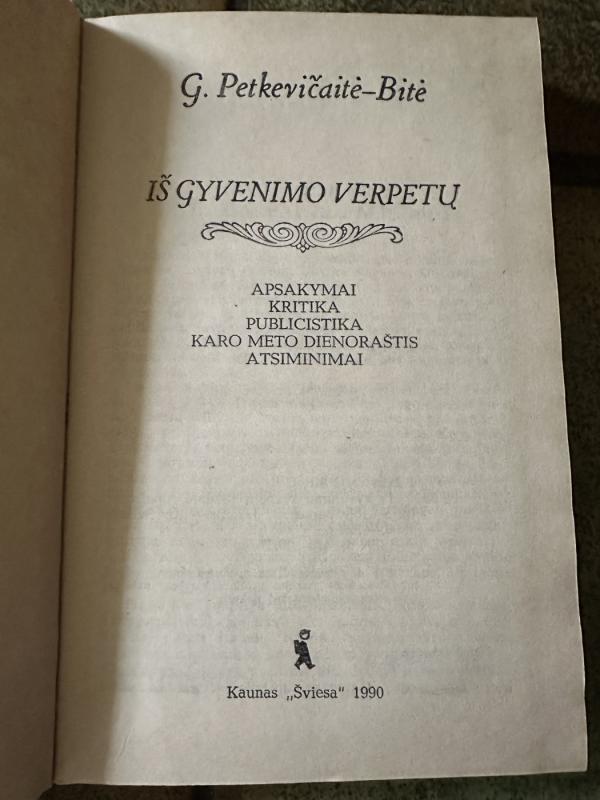 G. Petkevičaitė–Bitė
IŠ GYVENIMO VERPETŲ
APSAKYMAI
KRITIKA
PUBLICISTIKA
KARO METO DIENORAŠTIS
ATSIMINIMAI
Kaunas „Šviesa“ 1990